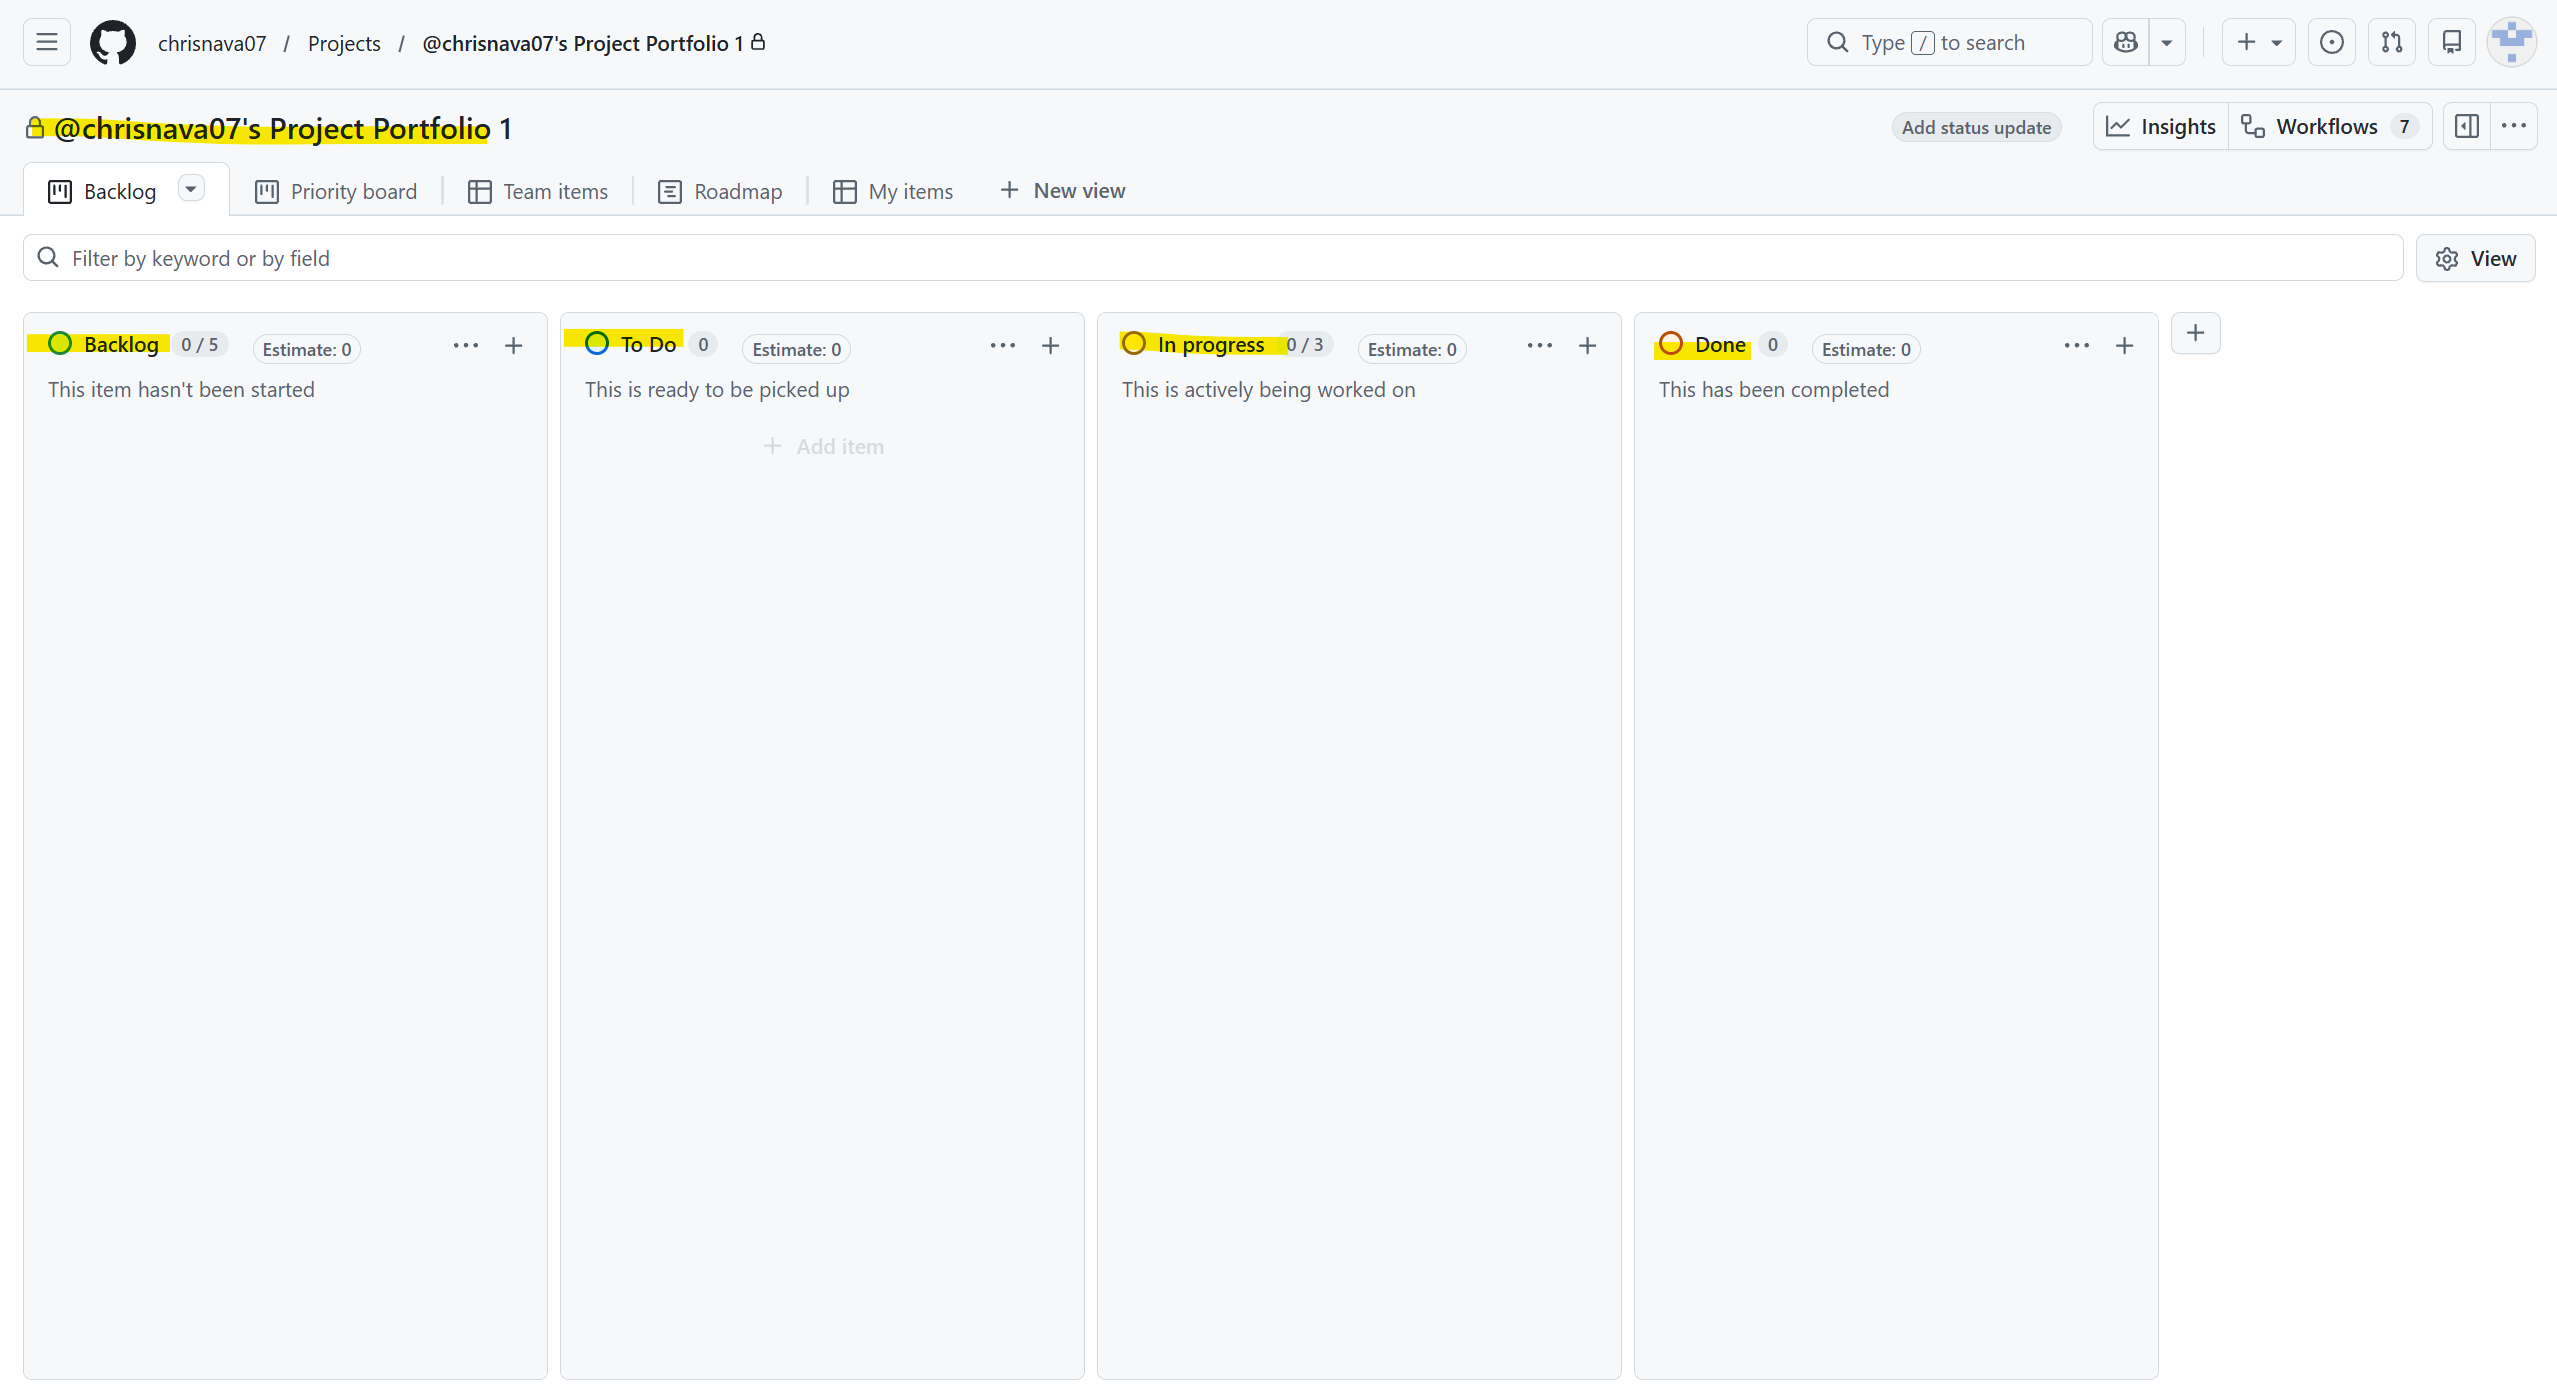 chrisnava07 / Projects / @chrisnava07's Project Portfolio 1
Type / to search
@chrisnava07's Project Portfolio 1
Add status update
Insights
Workflows 7
Backlog
Priority board
Team items
Roadmap
My items
New view
Filter by keyword or by field
View
Backlog 0 / 5 Estimate: 0
This item hasn't been started
To Do 0 Estimate: 0
This is ready to be picked up
Add item
In progress 0 / 3 Estimate: 0
This is actively being worked on
Done 0 Estimate: 0
This has been completed